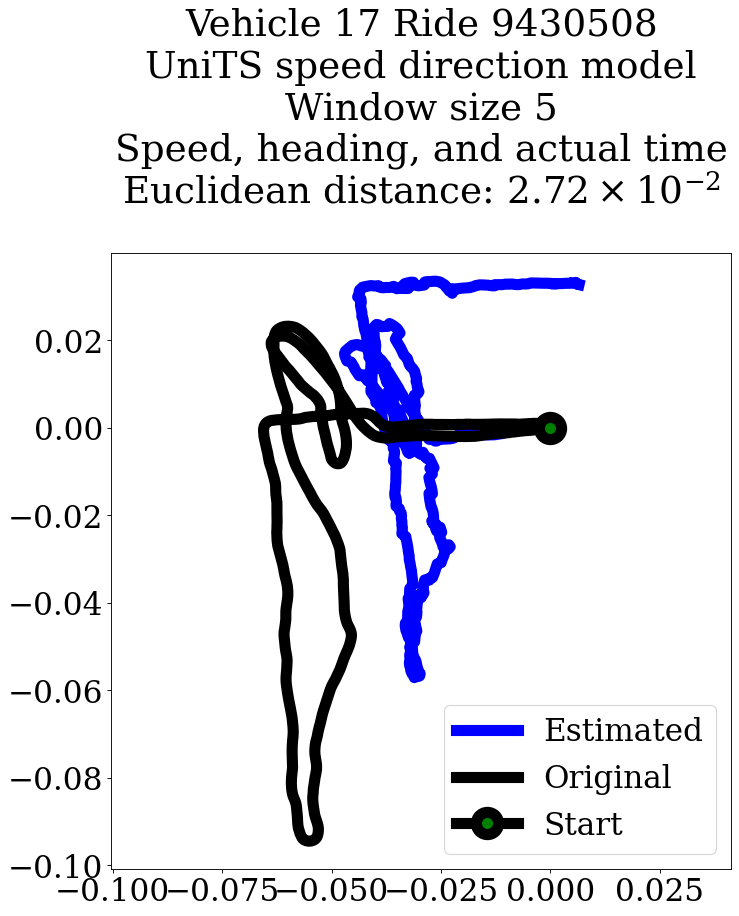 Vehicle 17 Ride 9430508
UniTS speed direction model
Window size 5
Speed, heading, and actual time
Euclidean distance: 2.72 × 10⁻²
0.02
0.00
−0.02
−0.04
−0.06
−0.08
−0.10
Estimated
Original
Start
−0.100 −0.075 −0.050 −0.025 0.000 0.025